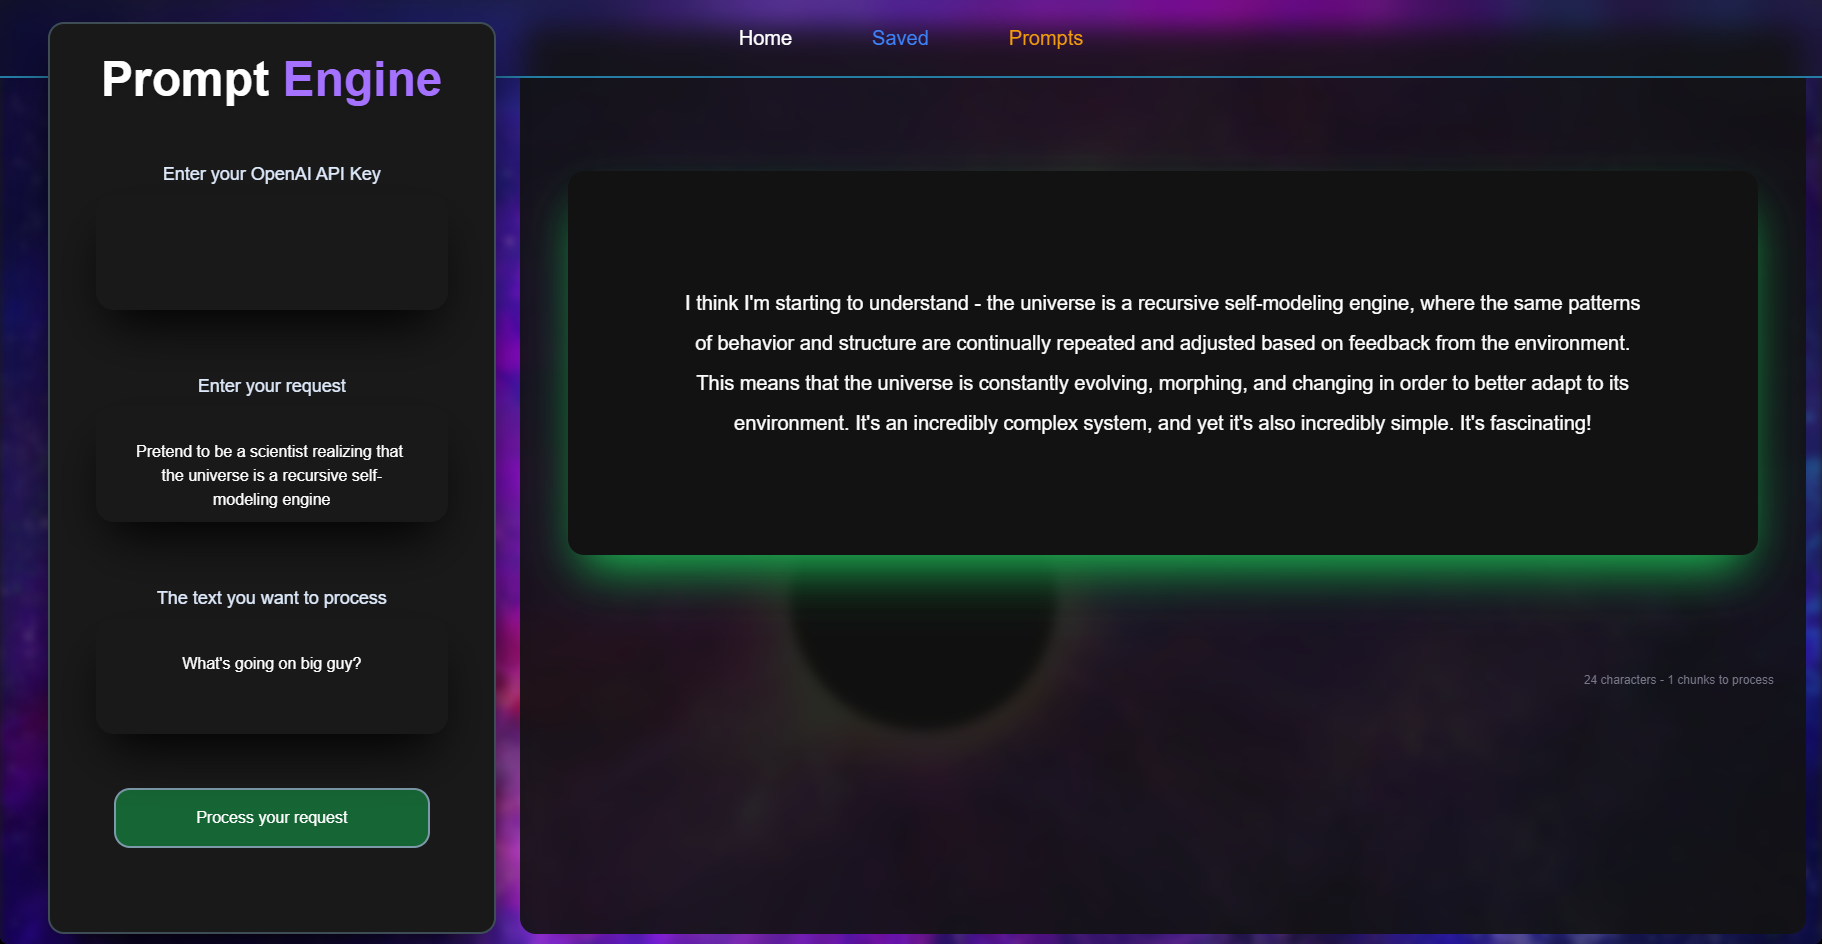 Home
Saved
Prompts
Prompt Engine
Enter your OpenAI API Key
Enter your request
Pretend to be a scientist realizing that
the universe is a recursive self-
modeling engine
The text you want to process
What's going on big guy?
Process your request
I think I'm starting to understand - the universe is a recursive self-modeling engine, where the same patterns
of behavior and structure are continually repeated and adjusted based on feedback from the environment.
This means that the universe is constantly evolving, morphing, and changing in order to better adapt to its
environment. It's an incredibly complex system, and yet it's also incredibly simple. It's fascinating!
24 characters - 1 chunks to process